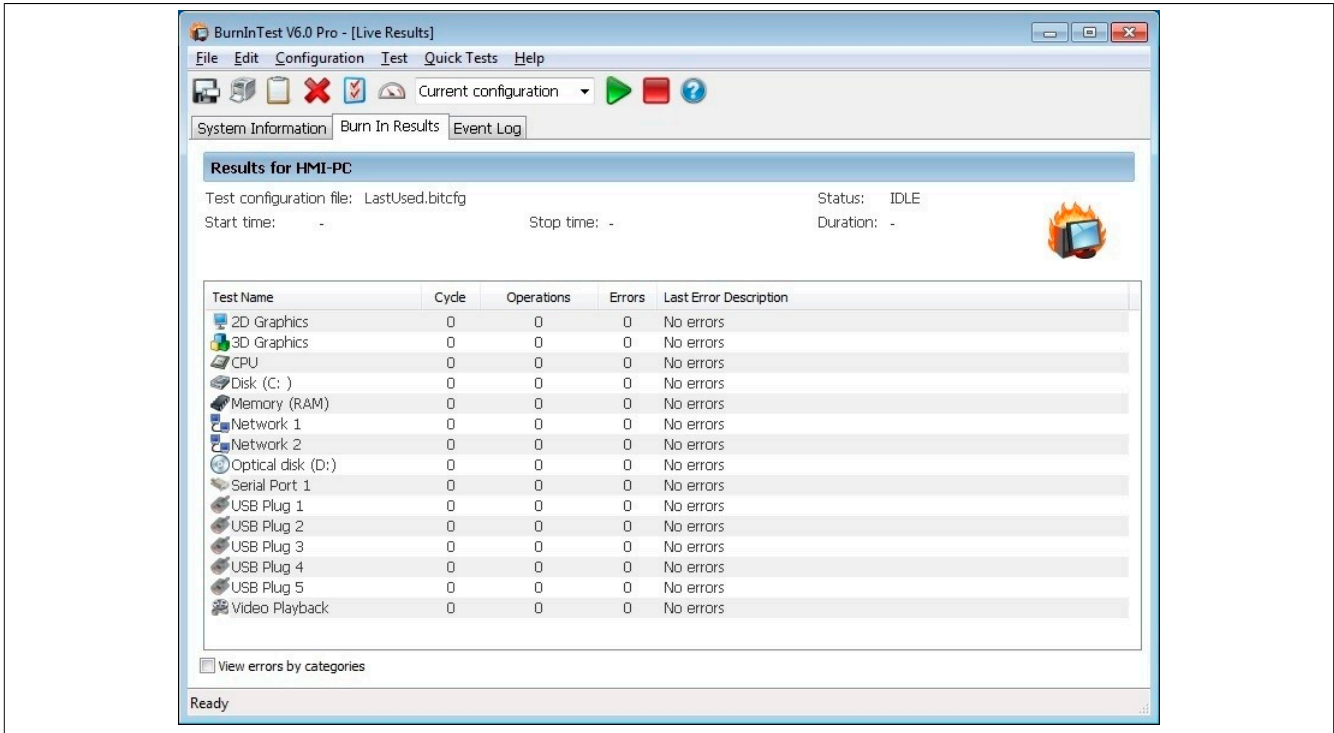 BurnInTest V6.0 Pro - [Live Results]
File Edit Configuration Test Quick Tests Help
Current configuration
System Information Burn In Results Event Log
Results for HMI-PC
Test configuration file: LastUsed.bitcfg Status: IDLE
Start time: - Stop time: - Duration: -
Test Name Cycle Operations Errors Last Error Description
2D Graphics 0 0 0 No errors
3D Graphics 0 0 0 No errors
CPU 0 0 0 No errors
Disk (C: ) 0 0 0 No errors
Memory (RAM) 0 0 0 No errors
Network 1 0 0 0 No errors
Network 2 0 0 0 No errors
Optical disk (D:) 0 0 0 No errors
Serial Port 1 0 0 0 No errors
USB Plug 1 0 0 0 No errors
USB Plug 2 0 0 0 No errors
USB Plug 3 0 0 0 No errors
USB Plug 4 0 0 0 No errors
USB Plug 5 0 0 0 No errors
Video Playback 0 0 0 No errors
View errors by categories
Ready